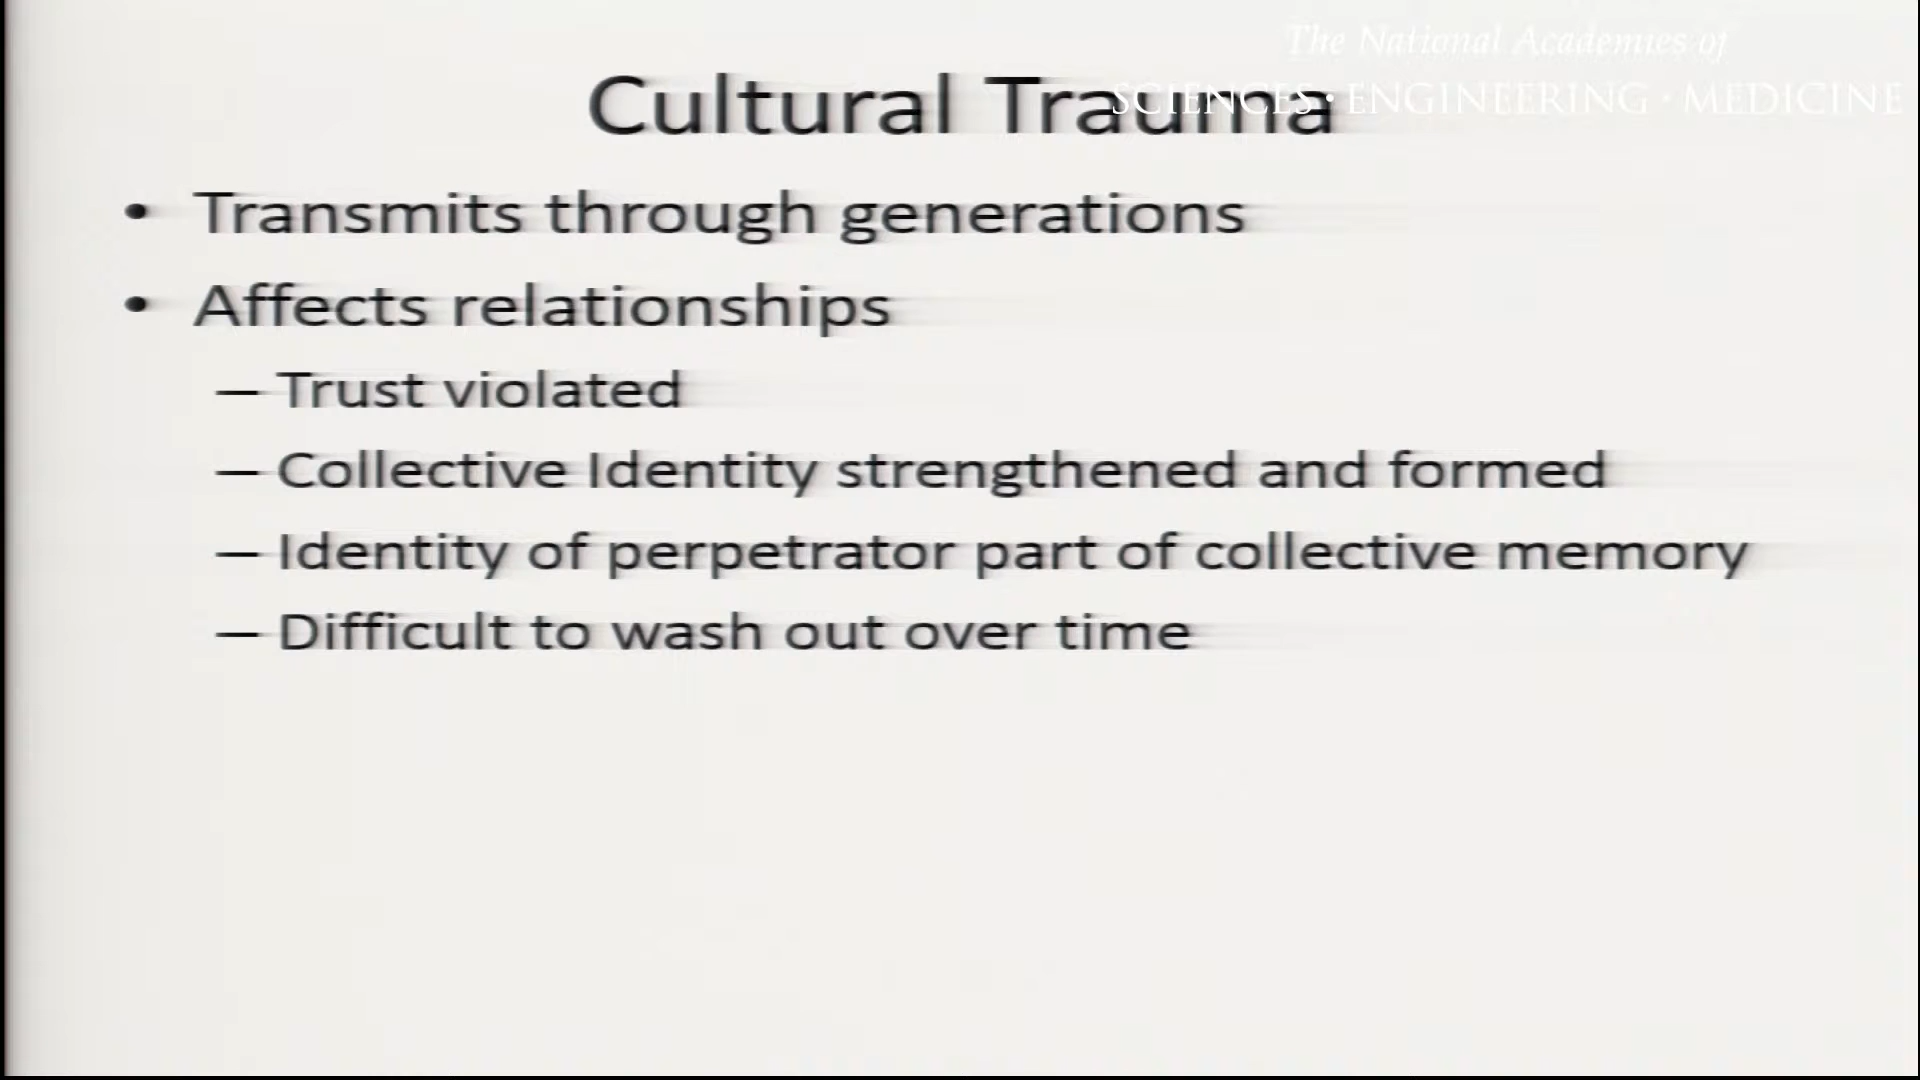 The National Academies of
SCIENCES · ENGINEERING · MEDICINE
Cultural Trauma
• Transmits through generations
• Affects relationships
– Trust violated
– Collective Identity strengthened and formed
– Identity of perpetrator part of collective memory
– Difficult to wash out over time